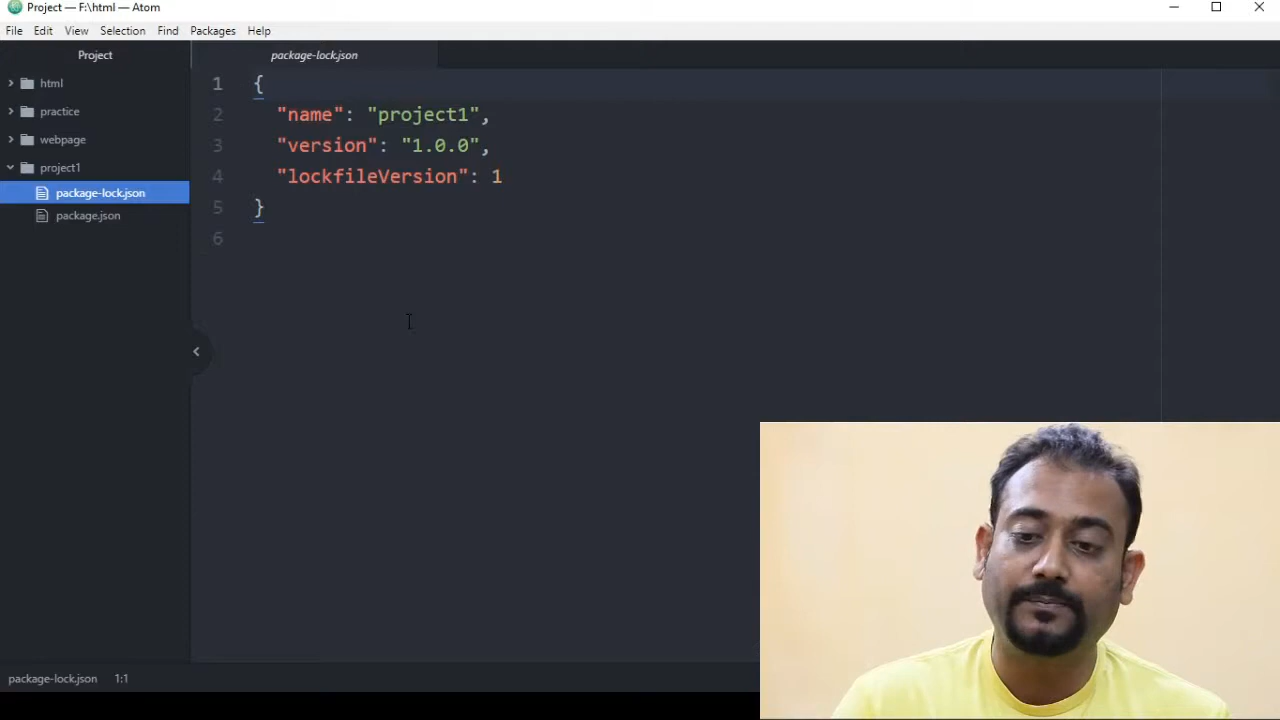 Project — F:\html — Atom
File Edit View Selection Find Packages Help
Project
html
practice
webpage
project1
package-lock.json
package.json
package-lock.json
1 {
2 "name": "project1",
3 "version": "1.0.0",
4 "lockfileVersion": 1
5 }
6
package-lock.json 1:1